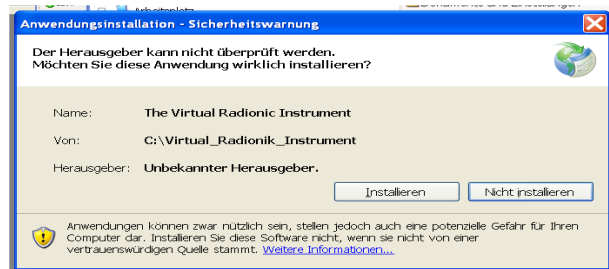 Anwendungsinstallation - Sicherheitswarnung
Der Herausgeber kann nicht überprüft werden.
Möchten Sie diese Anwendung wirklich installieren?
Name: The Virtual Radionic Instrument
Von: C:\Virtual_Radionik_Instrument
Herausgeber: Unbekannter Herausgeber.
Installieren Nicht installieren
Anwendungen können zwar nützlich sein, stellen jedoch auch eine potenzielle Gefahr für Ihren
Computer dar. Installieren Sie diese Software nicht, wenn sie nicht von einer
vertrauenswürdigen Quelle stammt. Weitere Informationen...